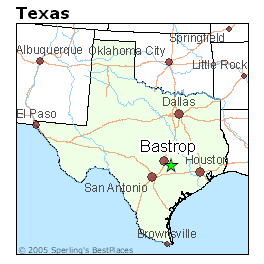 Texas
Springfield
Albuquerque
Oklahoma City
Little Rock
Dallas
El Paso
Bastrop
Houston
San Antonio
Brownsville
© 2005 Sperling's BestPlaces